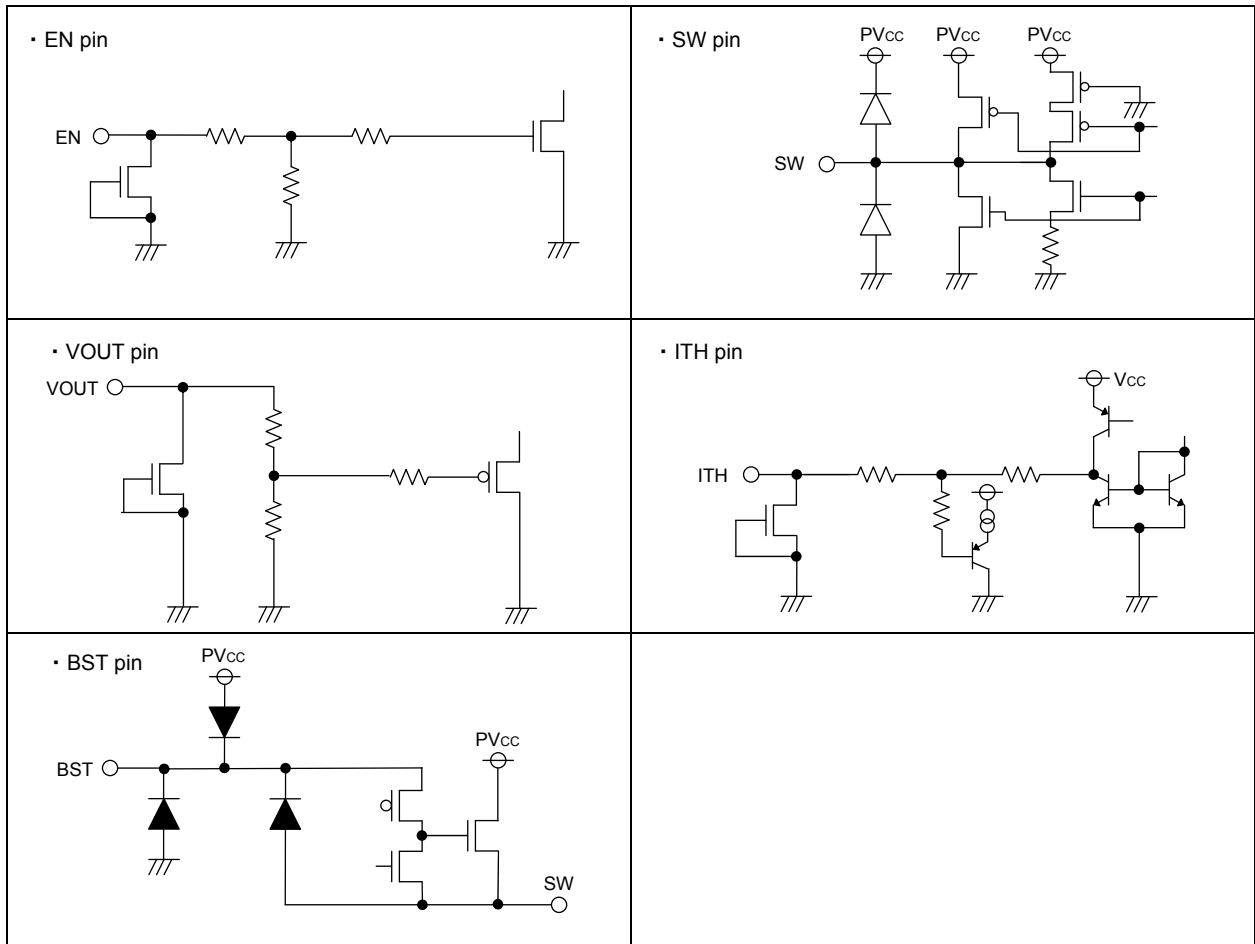 ・EN pin
EN
・SW pin
PVCC PVCC PVCC
SW
・VOUT pin
VOUT
・ITH pin
VCC
ITH
・BST pin
PVCC
PVCC
BST
SW